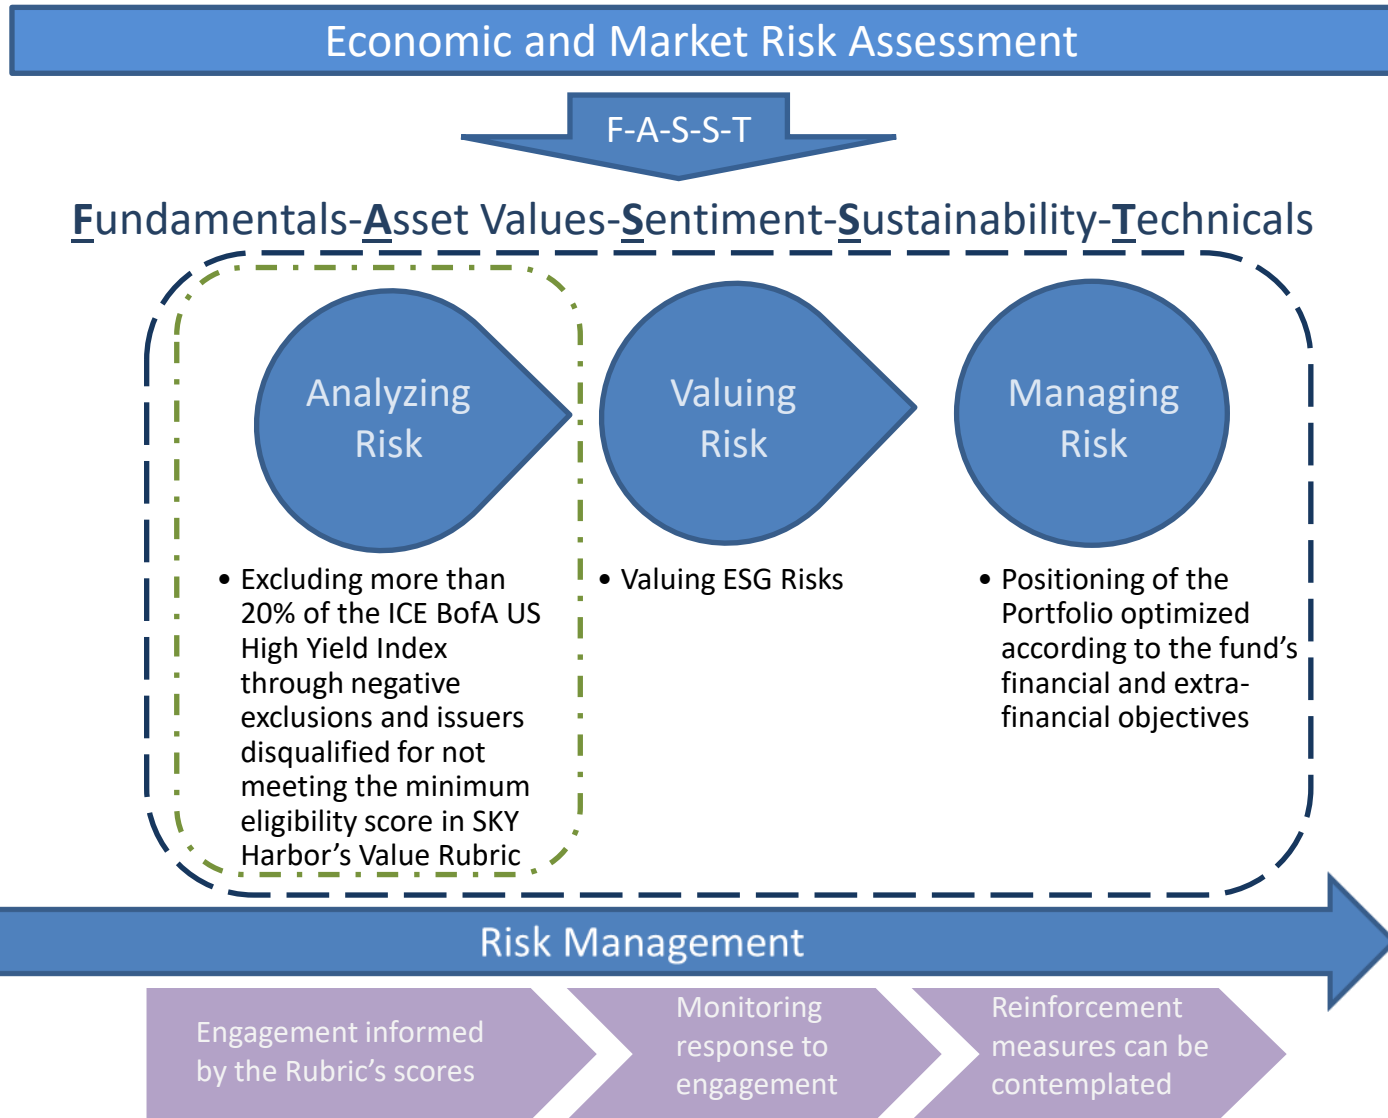 Economic and Market Risk Assessment
F-A-S-S-T
Fundamentals-Asset Values-Sentiment-Sustainability-Technicals
Analyzing
Risk
• Excluding more than
20% of the ICE BofA US
High Yield Index
through negative
exclusions and issuers
disqualified for not
meeting the minimum
eligibility score in SKY
Harbor’s Value Rubric
Valuing
Risk
• Valuing ESG Risks
Managing
Risk
• Positioning of the
Portfolio optimized
according to the fund’s
financial and extra-
financial objectives
Risk Management
Engagement informed
by the Rubric’s scores
Monitoring
response to
engagement
Reinforcement
measures can be
contemplated